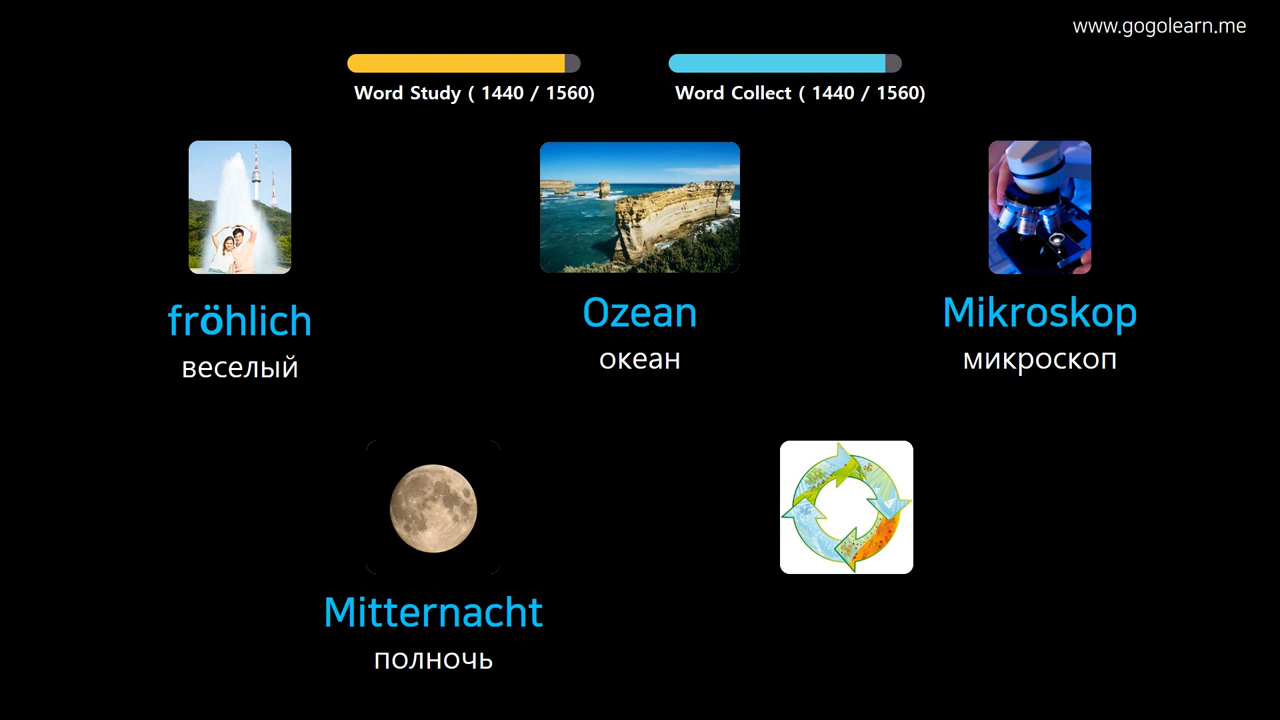 www.gogolearn.me
Word Study ( 1440 / 1560)
Word Collect ( 1440 / 1560)
fröhlich
веселый
Ozean
океан
Mikroskop
микроскоп
Mitternacht
полночь